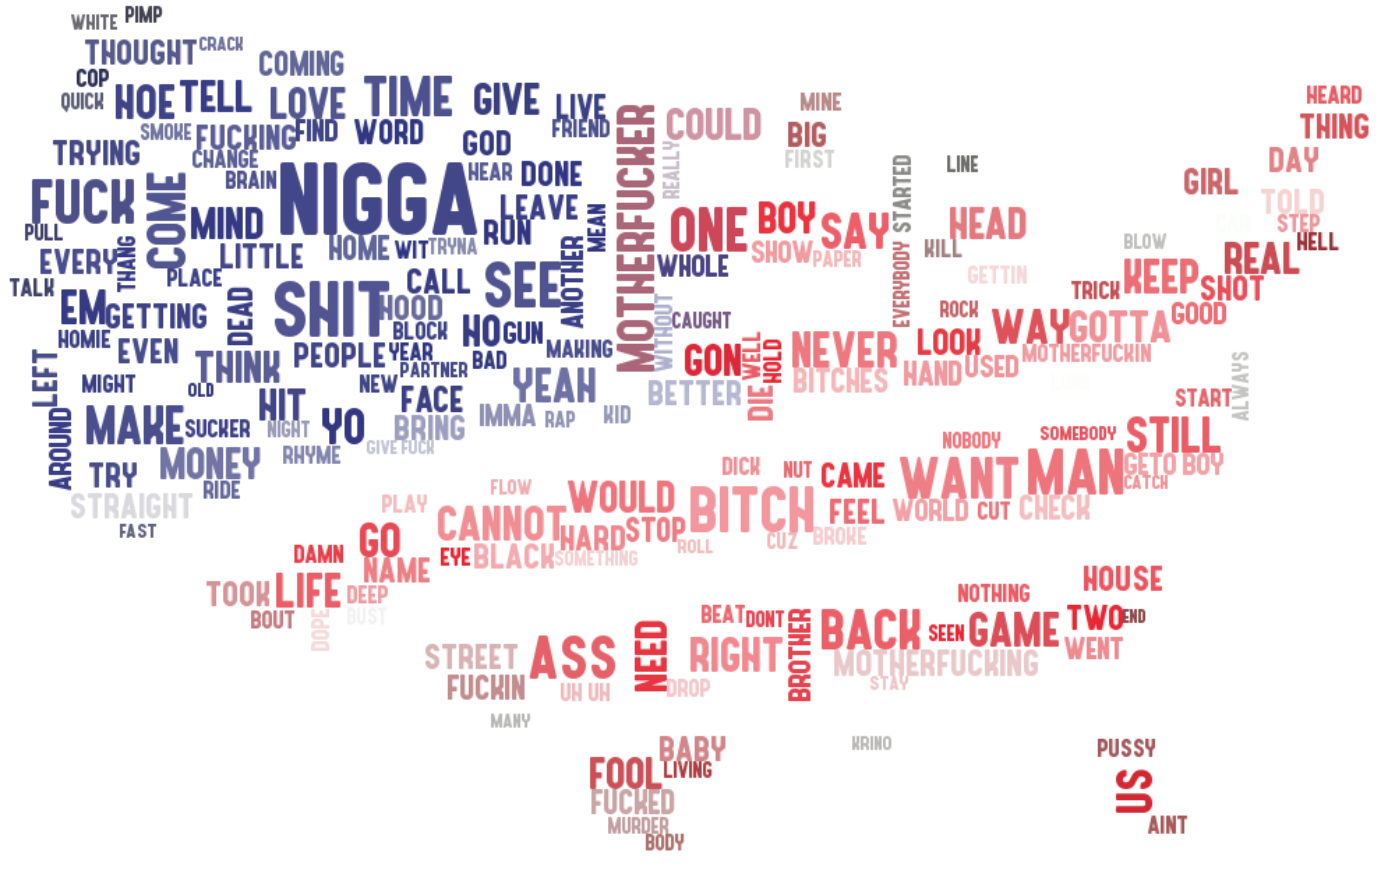 WHITE
PIMP
THOUGHT
CRACK
COMING
COP
QUICK
HOE
TELL
LOVE
TIME
GIVE
LIVE
FRIEND
SMOKE
FUCKING
FIND
WORD
GOD
TRYING
CHANGE
BRAIN
NIGGA
HEAR
DONE
FUCK
COME
MIND
LEAVE
RUN
MEAN
PULL
HOME
WIT
TRYNA
EVERY
THANG
LITTLE
PLACE
CALL
SEE
ANOTHER
TALK
EM
GETTING
DEAD
SHIT
HOOD
BLOCK
HO
GUN
HOMIE
EVEN
THINK
PEOPLE
YEAR
PARTNER
BAD
MAKING
LEFT
MIGHT
OLD
HIT
NEW
FACE
YEAH
AROUND
MAKE
SUCKER
NIGHT
YO
BRING
IMMA
RAP
KID
TRY
MONEY
RHYME
GIVE FUCK
RIDE
STRAIGHT
FAST
MOTHERFUCKER
REALLY
COULD
MINE
BIG
FIRST
ONE
BOY
SAY
SHOW
PAPER
WHOLE
WITHOUT
CAUGHT
GON
WELL
HOLD
DIE
BETTER
STARTED
EVERYBODY
LINE
HEAD
KILL
GETTIN
ROCK
NEVER
BITCHES
LOOK
HAND
USED
WAY
GOTTA
MOTHERFUCKIN
HEARD
THING
DAY
GIRL
TOLD
CAR
STEP
HELL
REAL
BLOW
KEEP
SHOT
TRICK
GOOD
ALWAYS
START
NOBODY
SOMEBODY
STILL
GETO BOY
CATCH
DICK
NUT
CAME
WANT
MAN
BITCH
FEEL
WORLD
CUT
CHECK
CUZ
BROKE
FLOW
PLAY
WOULD
CANNOT
HARD
STOP
ROLL
GO
DAMN
EYE
BLACK
SOMETHING
NAME
TOOK
LIFE
DEEP
BOUT
DOPE
BUST
NOTHING
HOUSE
BEAT
DONT
BROTHER
BACK
SEEN
GAME
TWO
END
WENT
STREET
ASS
NEED
RIGHT
MOTHERFUCKING
STAY
FUCKIN
UH UH
DROP
MANY
KRINO
BABY
FOOL
LIVING
FUCKED
MURDER
BODY
PUSSY
US
AINT